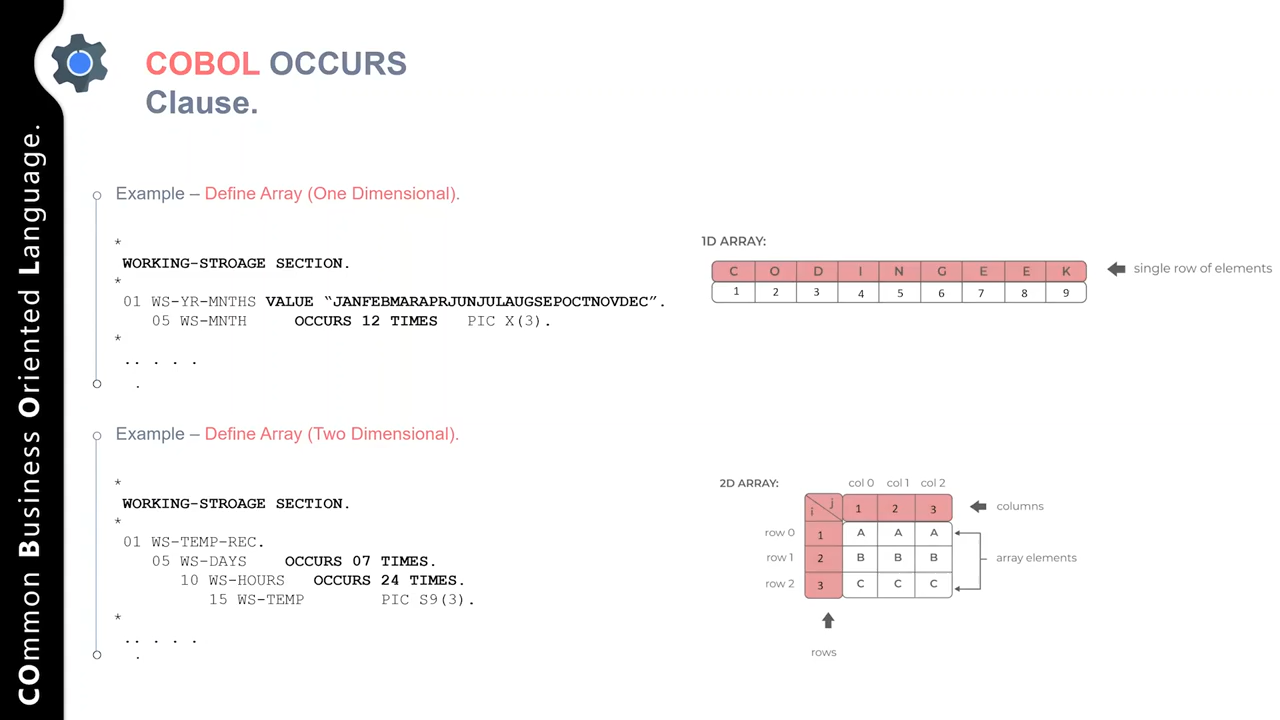 COBOL OCCURS
Clause.
COmmon Business Oriented Language.
Example – Define Array (One Dimensional).
*
WORKING-STROAGE SECTION.
*
01 WS-YR-MNTHS VALUE “JANFEBMARAPRJUNJULAUGSEPOCTNOVDEC”.
05 WS-MNTH OCCURS 12 TIMES PIC X(3).
*
.. . . .
.
1D ARRAY:
C O D I N G E E K
1 2 3 4 5 6 7 8 9
single row of elements
Example – Define Array (Two Dimensional).
*
WORKING-STROAGE SECTION.
*
01 WS-TEMP-REC.
05 WS-DAYS OCCURS 07 TIMES.
10 WS-HOURS OCCURS 24 TIMES.
15 WS-TEMP PIC S9(3).
*
.. . . .
.
2D ARRAY:
col 0 col 1 col 2
i j 1 2 3
columns
row 0 1 A A A
row 1 2 B B B
array elements
row 2 3 C C C
rows